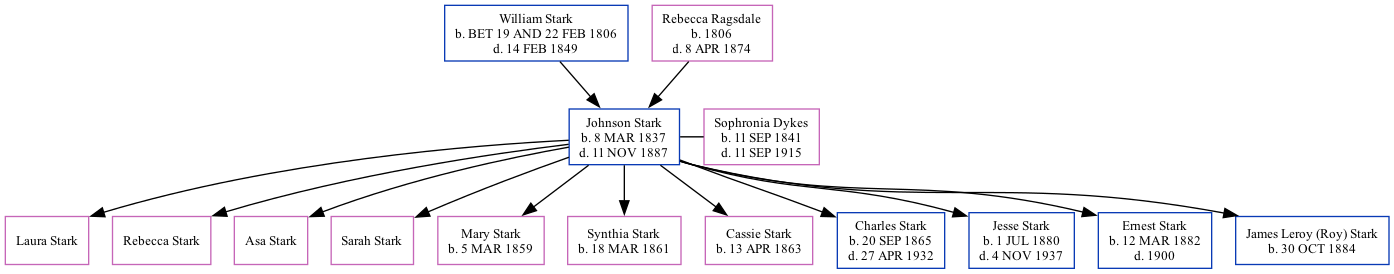 William Stark
b. BET 19 AND 22 FEB 1806
d. 14 FEB 1849
Rebecca Ragsdale
b. 1806
d. 8 APR 1874
Johnson Stark
b. 8 MAR 1837
d. 11 NOV 1887
Sophronia Dykes
b. 11 SEP 1841
d. 11 SEP 1915
Laura Stark
Rebecca Stark
Asa Stark
Sarah Stark
Mary Stark
b. 5 MAR 1859
Synthia Stark
b. 18 MAR 1861
Cassie Stark
b. 13 APR 1863
Charles Stark
b. 20 SEP 1865
d. 27 APR 1932
Jesse Stark
b. 1 JUL 1880
d. 4 NOV 1937
Ernest Stark
b. 12 MAR 1882
d. 1900
James Leroy (Roy) Stark
b. 30 OCT 1884